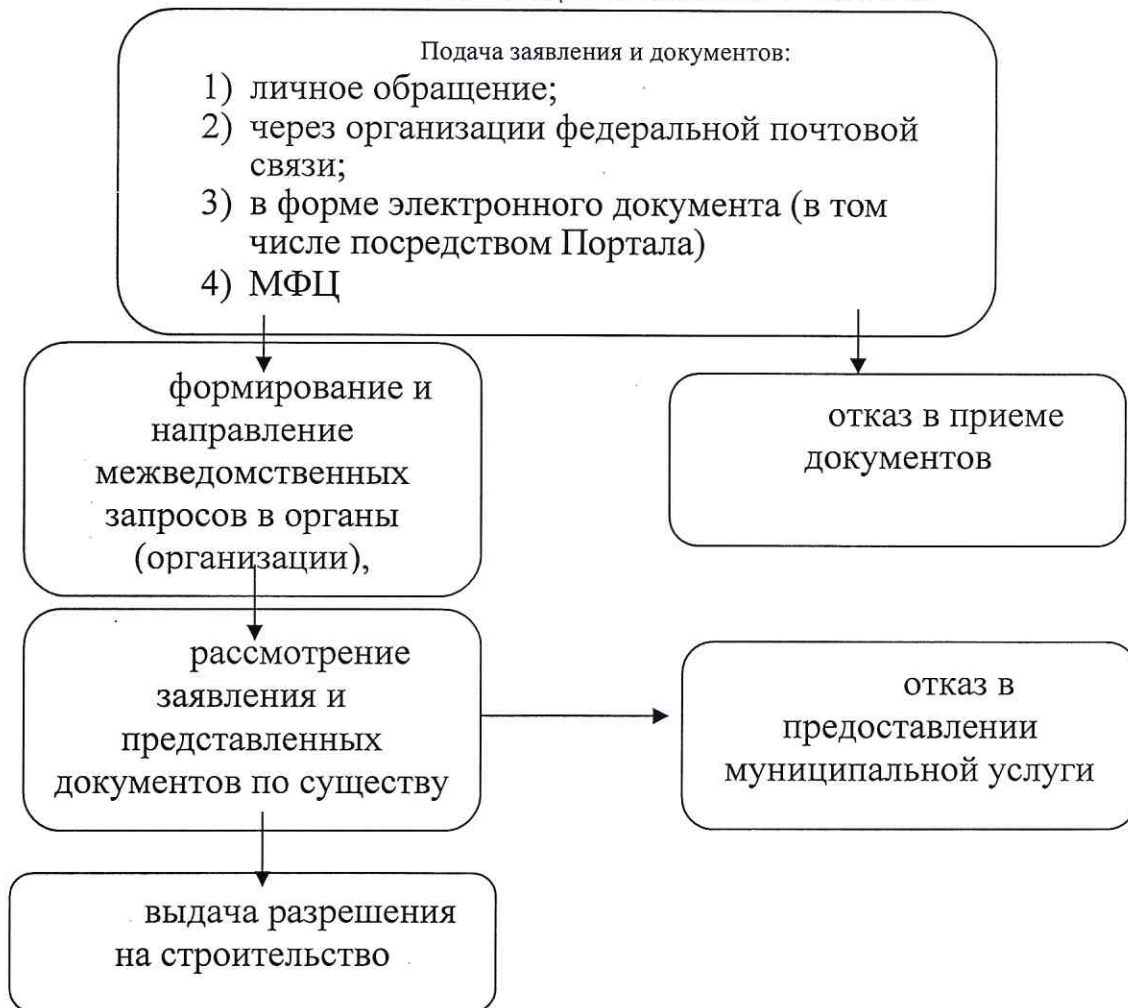 Подача заявления и документов:
1) личное обращение;
2) через организации федеральной почтовой
связи;
3) в форме электронного документа (в том
числе посредством Портала)
4) МФЦ
формирование и
направление
межведомственных
запросов в органы
(организации),
отказ в приеме
документов
рассмотрение
заявления и
представленных
документов по существу
отказ в
предоставлении
муниципальной услуги
выдача разрешения
на строительство